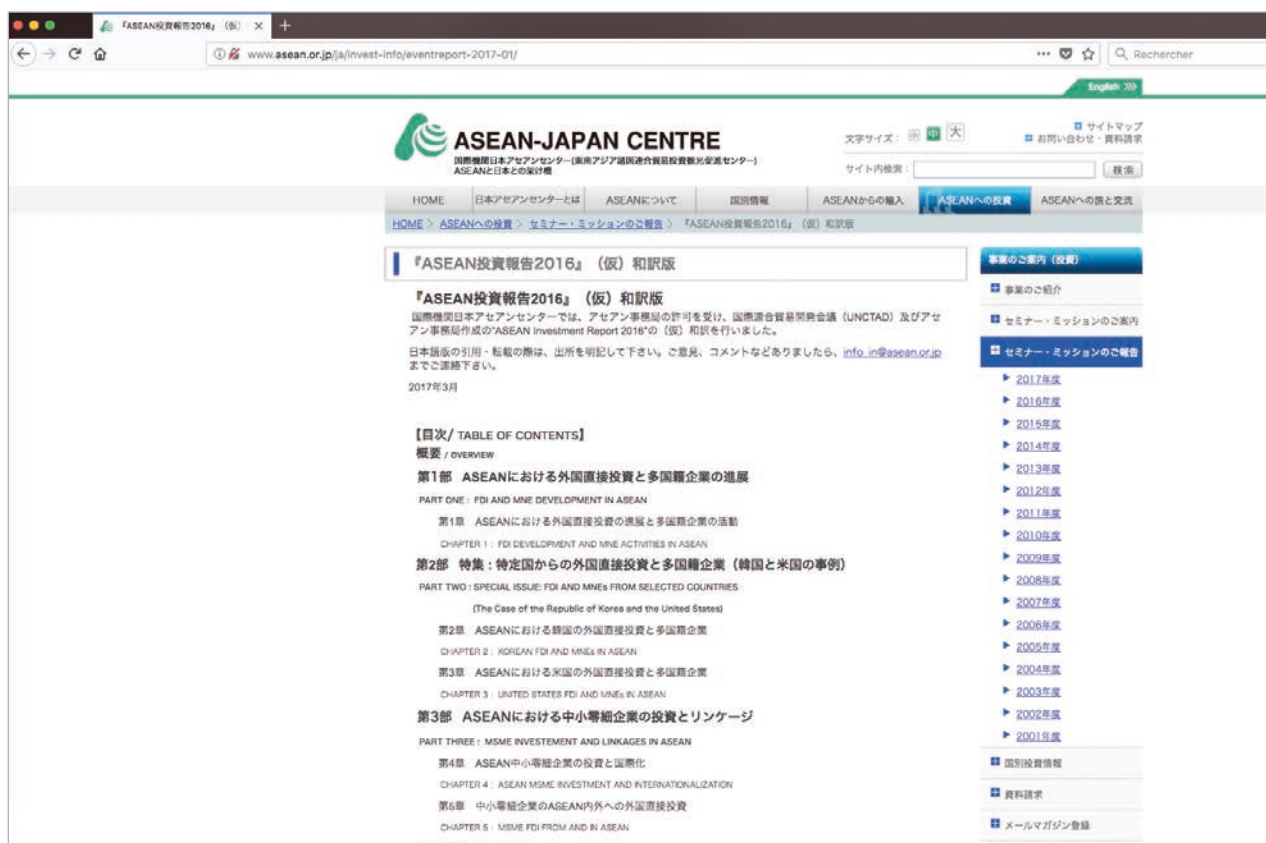 『ASEAN投資報告2016』(仮)
www.asean.or.jp/ja/invest-info/eventreport-2017-01/
Rechercher
English
ASEAN-JAPAN CENTRE
国際機関日本アセアンセンター(東南アジア諸国連合貿易投資観光促進センター)
ASEANと日本との架け橋
文字サイズ: 小 中 大
サイトマップ
お問い合わせ・資料請求
サイト内検索:
検索
HOME 日本アセアンセンターとは ASEANについて 国別情報 ASEANからの輸入 ASEANへの投資 ASEANへの旅と交流
HOME > ASEANへの投資 > セミナー・ミッションのご報告 > 『ASEAN投資報告2016』(仮)和訳版
『ASEAN投資報告2016』(仮)和訳版
『ASEAN投資報告2016』(仮)和訳版
国際機関日本アセアンセンターでは、アセアン事務局の許可を受け、国際連合貿易開発会議(UNCTAD)及びアセ
アン事務局作成の"ASEAN Investment Report 2016"の(仮)和訳を行いました。
日本語版の引用・転載の際は、出所を明記して下さい。ご意見、コメントなどありましたら、info_in@asean.or.jp
までご連絡下さい。
2017年3月
【目次/ TABLE OF CONTENTS】
概要 / OVERVIEW
第1部 ASEANにおける外国直接投資と多国籍企業の進展
PART ONE : FDI AND MNE DEVELOPMENT IN ASEAN
第1章 ASEANにおける外国直接投資の進展と多国籍企業の活動
CHAPTER 1 : FDI DEVELOPMENT AND MNE ACTIVITIES IN ASEAN
第2部 特集:特定国からの外国直接投資と多国籍企業(韓国と米国の事例)
PART TWO : SPECIAL ISSUE: FDI AND MNEs FROM SELECTED COUNTRIES
(The Case of the Republic of Korea and the United States)
第2章 ASEANにおける韓国の外国直接投資と多国籍企業
CHAPTER 2 : KOREAN FDI AND MNEs IN ASEAN
第3章 ASEANにおける米国の外国直接投資と多国籍企業
CHAPTER 3 : UNITED STATES FDI AND MNEs IN ASEAN
第3部 ASEANにおける中小零細企業の投資とリンケージ
PART THREE : MSME INVESTEMENT AND LINKAGES IN ASEAN
第4章 ASEAN中小零細企業の投資と国際化
CHAPTER 4 : ASEAN MSME INVESTMENT AND INTERNATIONALIZATION
第5章 中小零細企業のASEAN内外への外国直接投資
CHAPTER 5 : MSME FDI FROM AND IN ASEAN
事業のご案内(投資)
事業のご紹介
セミナー・ミッションのご案内
セミナー・ミッションのご報告
2017年度
2016年度
2015年度
2014年度
2013年度
2012年度
2011年度
2010年度
2009年度
2008年度
2007年度
2006年度
2005年度
2004年度
2003年度
2002年度
2001年度
国別投資情報
資料請求
メールマガジン登録